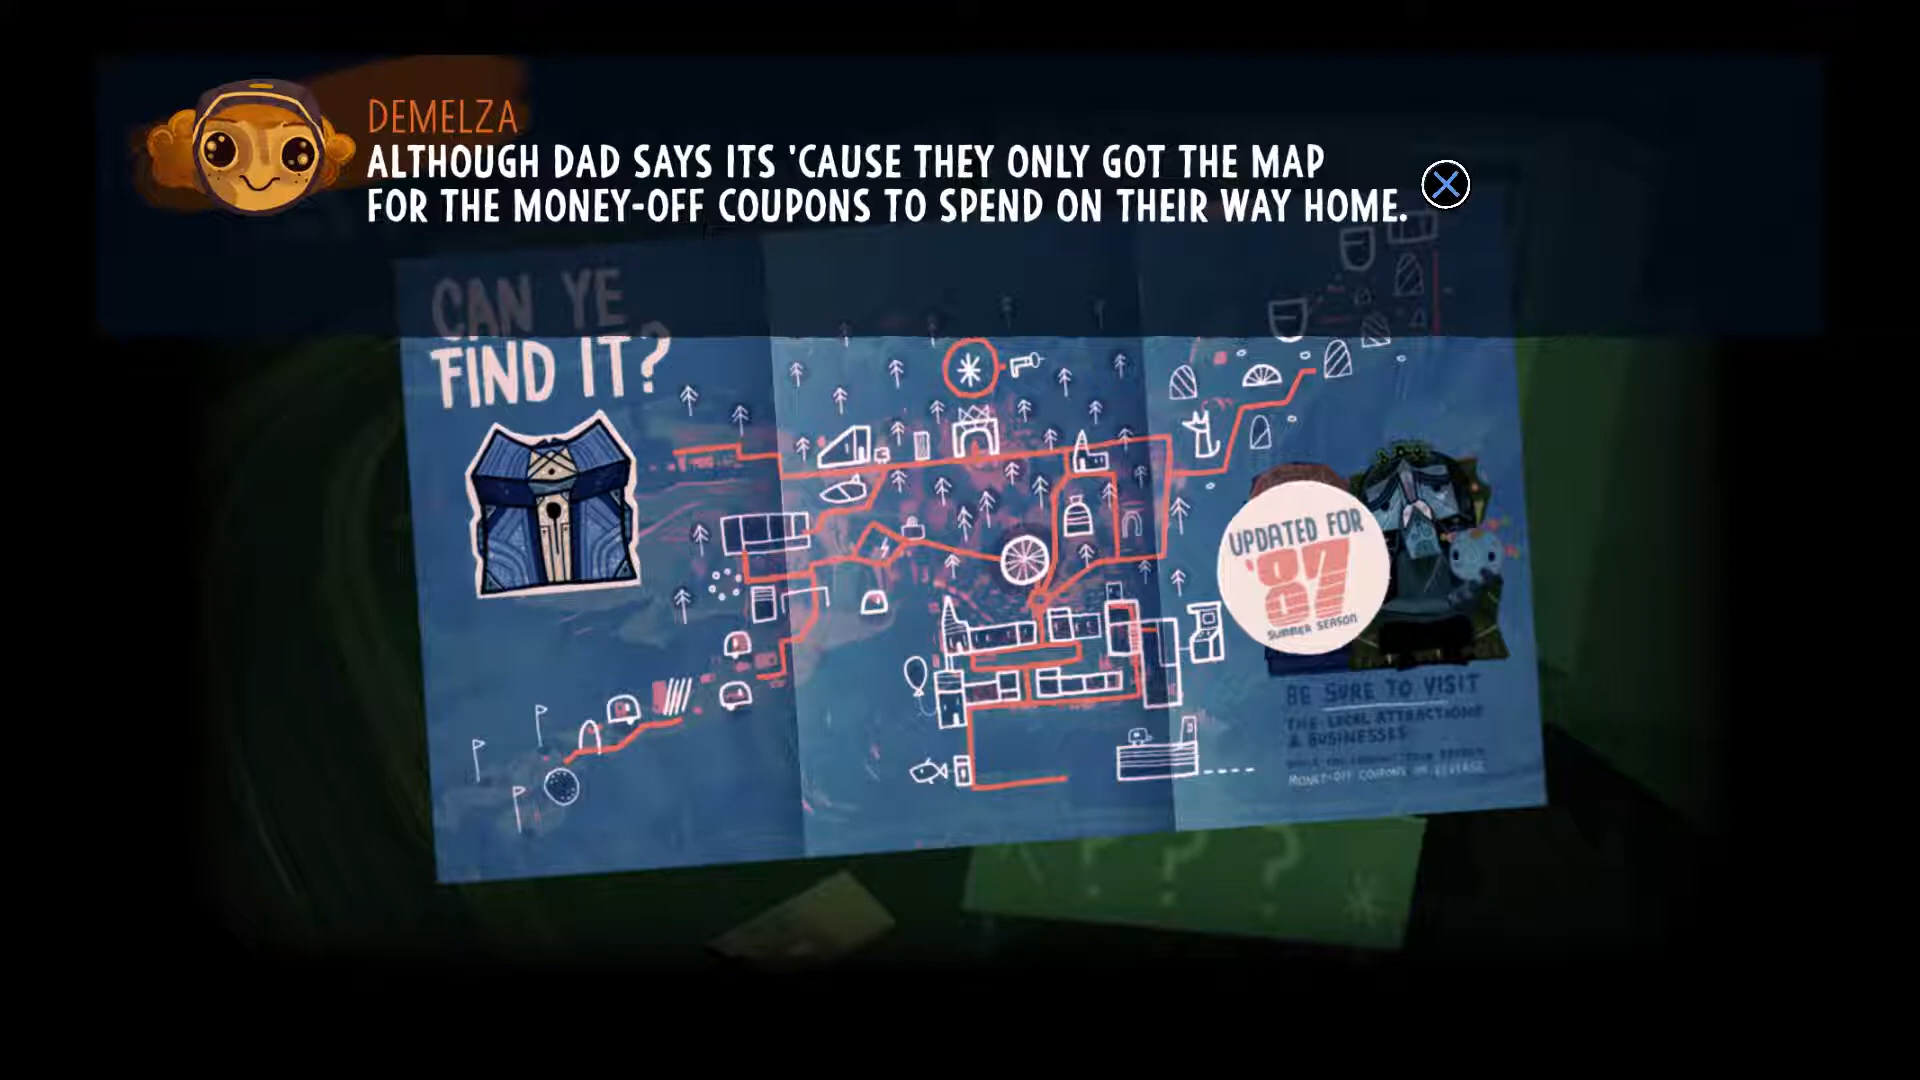 DEMELZA
ALTHOUGH DAD SAYS ITS 'CAUSE THEY ONLY GOT THE MAP
FOR THE MONEY-OFF COUPONS TO SPEND ON THEIR WAY HOME.
CAN YE
FIND IT?
UPDATED FOR
'87
SUMMER SEASON
BE SURE TO VISIT
THE LOCAL ATTRACTIONS
& BUSINESSES
MONEY-OFF COUPONS ON REVERSE
? ? ?